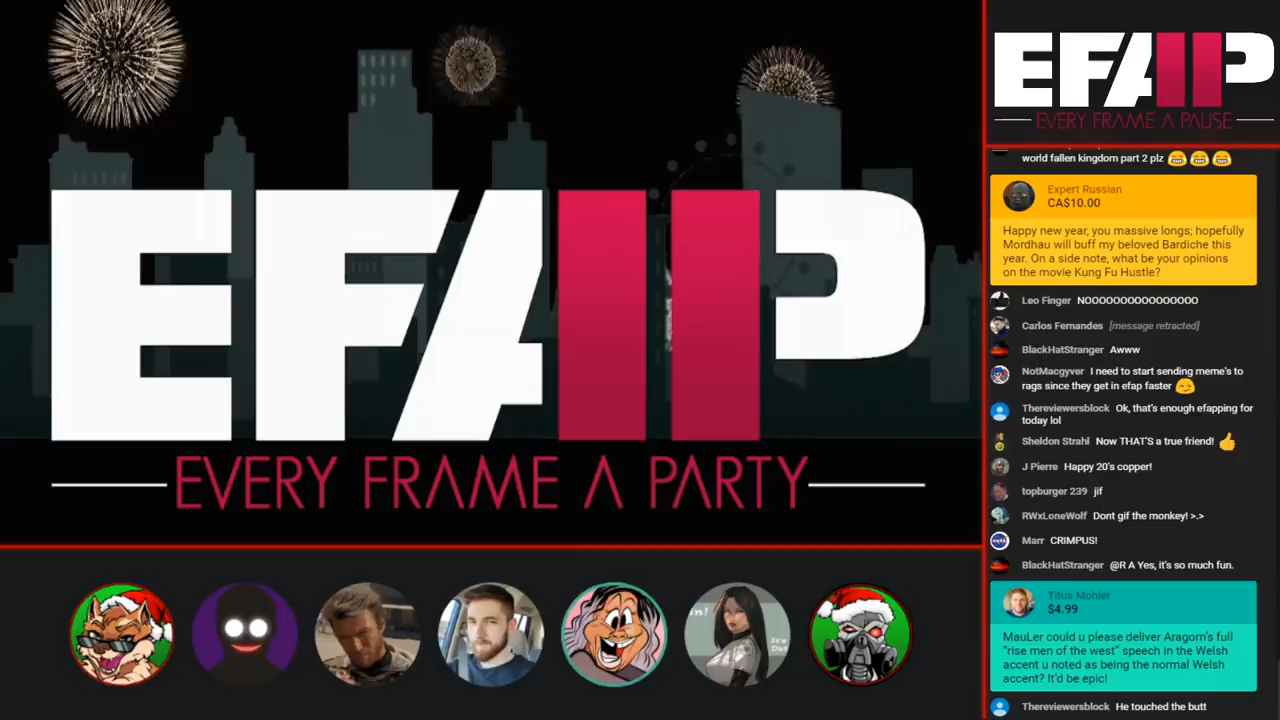 EFAP
EVERY FRAME A PARTY
EFAP
EVERY FRAME A PAUSE
world fallen kingdom part 2 plz 😂😂😂
Expert Russian
CA$10.00
Happy new year, you massive longs; hopefully
Mordhau will buff my beloved Bardiche this
year. On a side note, what be your opinions
on the movie Kung Fu Hustle?
Leo Finger NOOOOOOOOOOOOOOOOO
Carlos Fernandes [message retracted]
BlackHatStranger Awww
NotMacgyver I need to start sending meme's to
rags since they get in efap faster 😏
Thereviewersblock Ok, that's enough efapping for
today lol
Sheldon Strahl Now THAT'S a true friend! 👍
J Pierre Happy 20's copper!
topburger 239 jif
RWxLoneWolf Dont gif the monkey! >.>
Marr CRIMPUS!
BlackHatStranger @R A Yes, it's so much fun.
Titus Mohler
$4.99
MauLer could u please deliver Aragorn's full
"rise men of the west" speech in the Welsh
accent u noted as being the normal Welsh
accent? It'd be epic!
Thereviewersblock He touched the butt